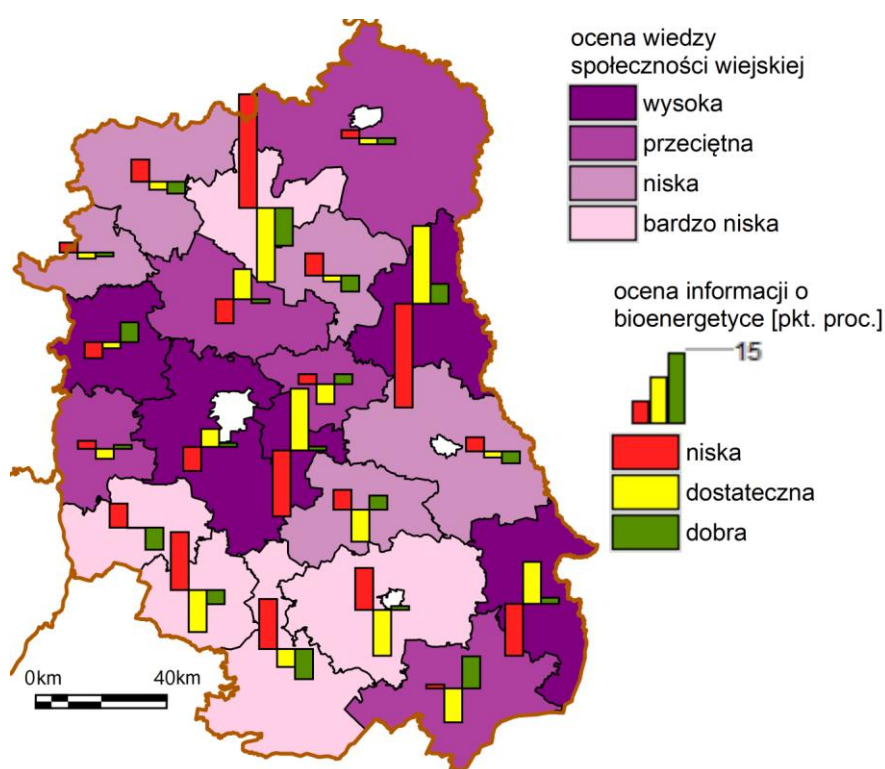 ocena wiedzy
społeczności wiejskiej
wysoka
przeciętna
niska
bardzo niska
ocena informacji o
bioenergetyce [pkt. proc.]
15
niska
dostateczna
dobra
0km 40km